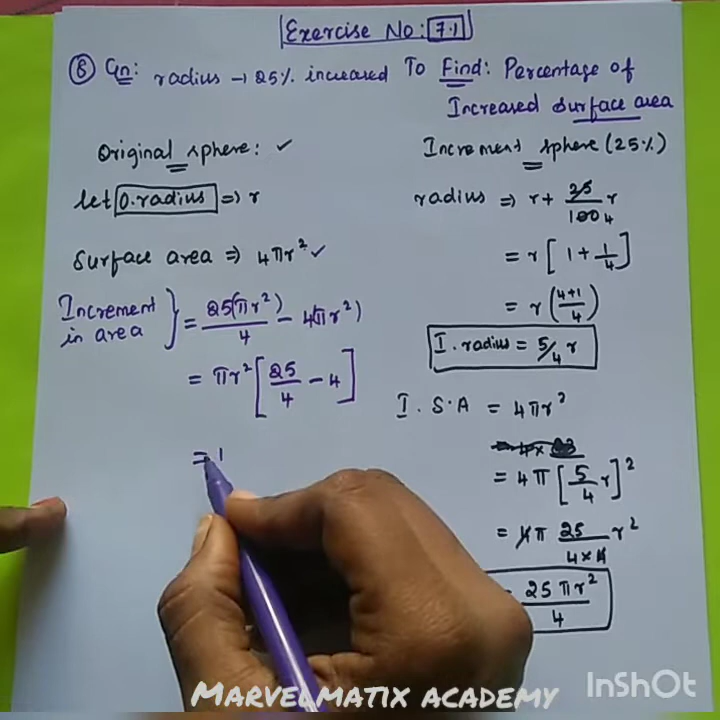 Exercise No: 7.1
⑧ Gn: radius → 25% increased To Find: Percentage of
Increased surface area
Original sphere: ✓
let O.radius => r
Surface area => 4πr² ✓
Increment in area } = 25(πr²)/4 - 4(πr²)
= πr² [25/4 - 4]
=
Increment sphere (25%)
radius => r + 25/100 4 r
= r [1 + 1/4]
= r (4+1/4)
I. radius = 5/4 r
I. S.A = 4πr²
= 4π [5/4 r]²
= 4π 25/4×4 r²
25πr²/4
MARVELMATIX ACADEMY
InShOt